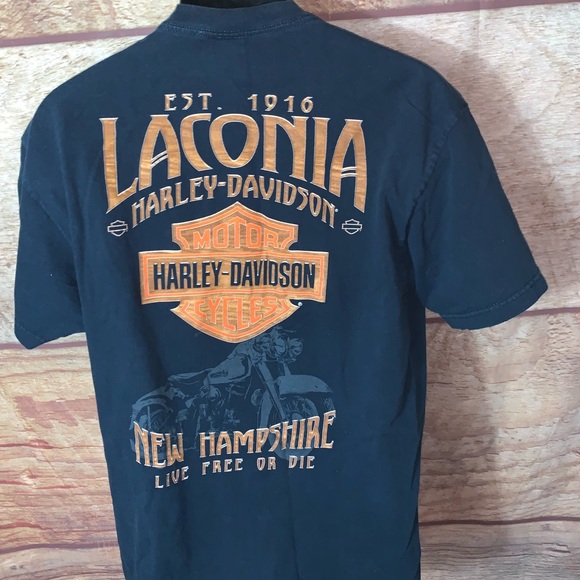 EST. 1916
LACONIA
HARLEY-DAVIDSON
MOTOR
HARLEY-DAVIDSON
CYCLES
NEW HAMPSHIRE
LIVE FREE OR DIE